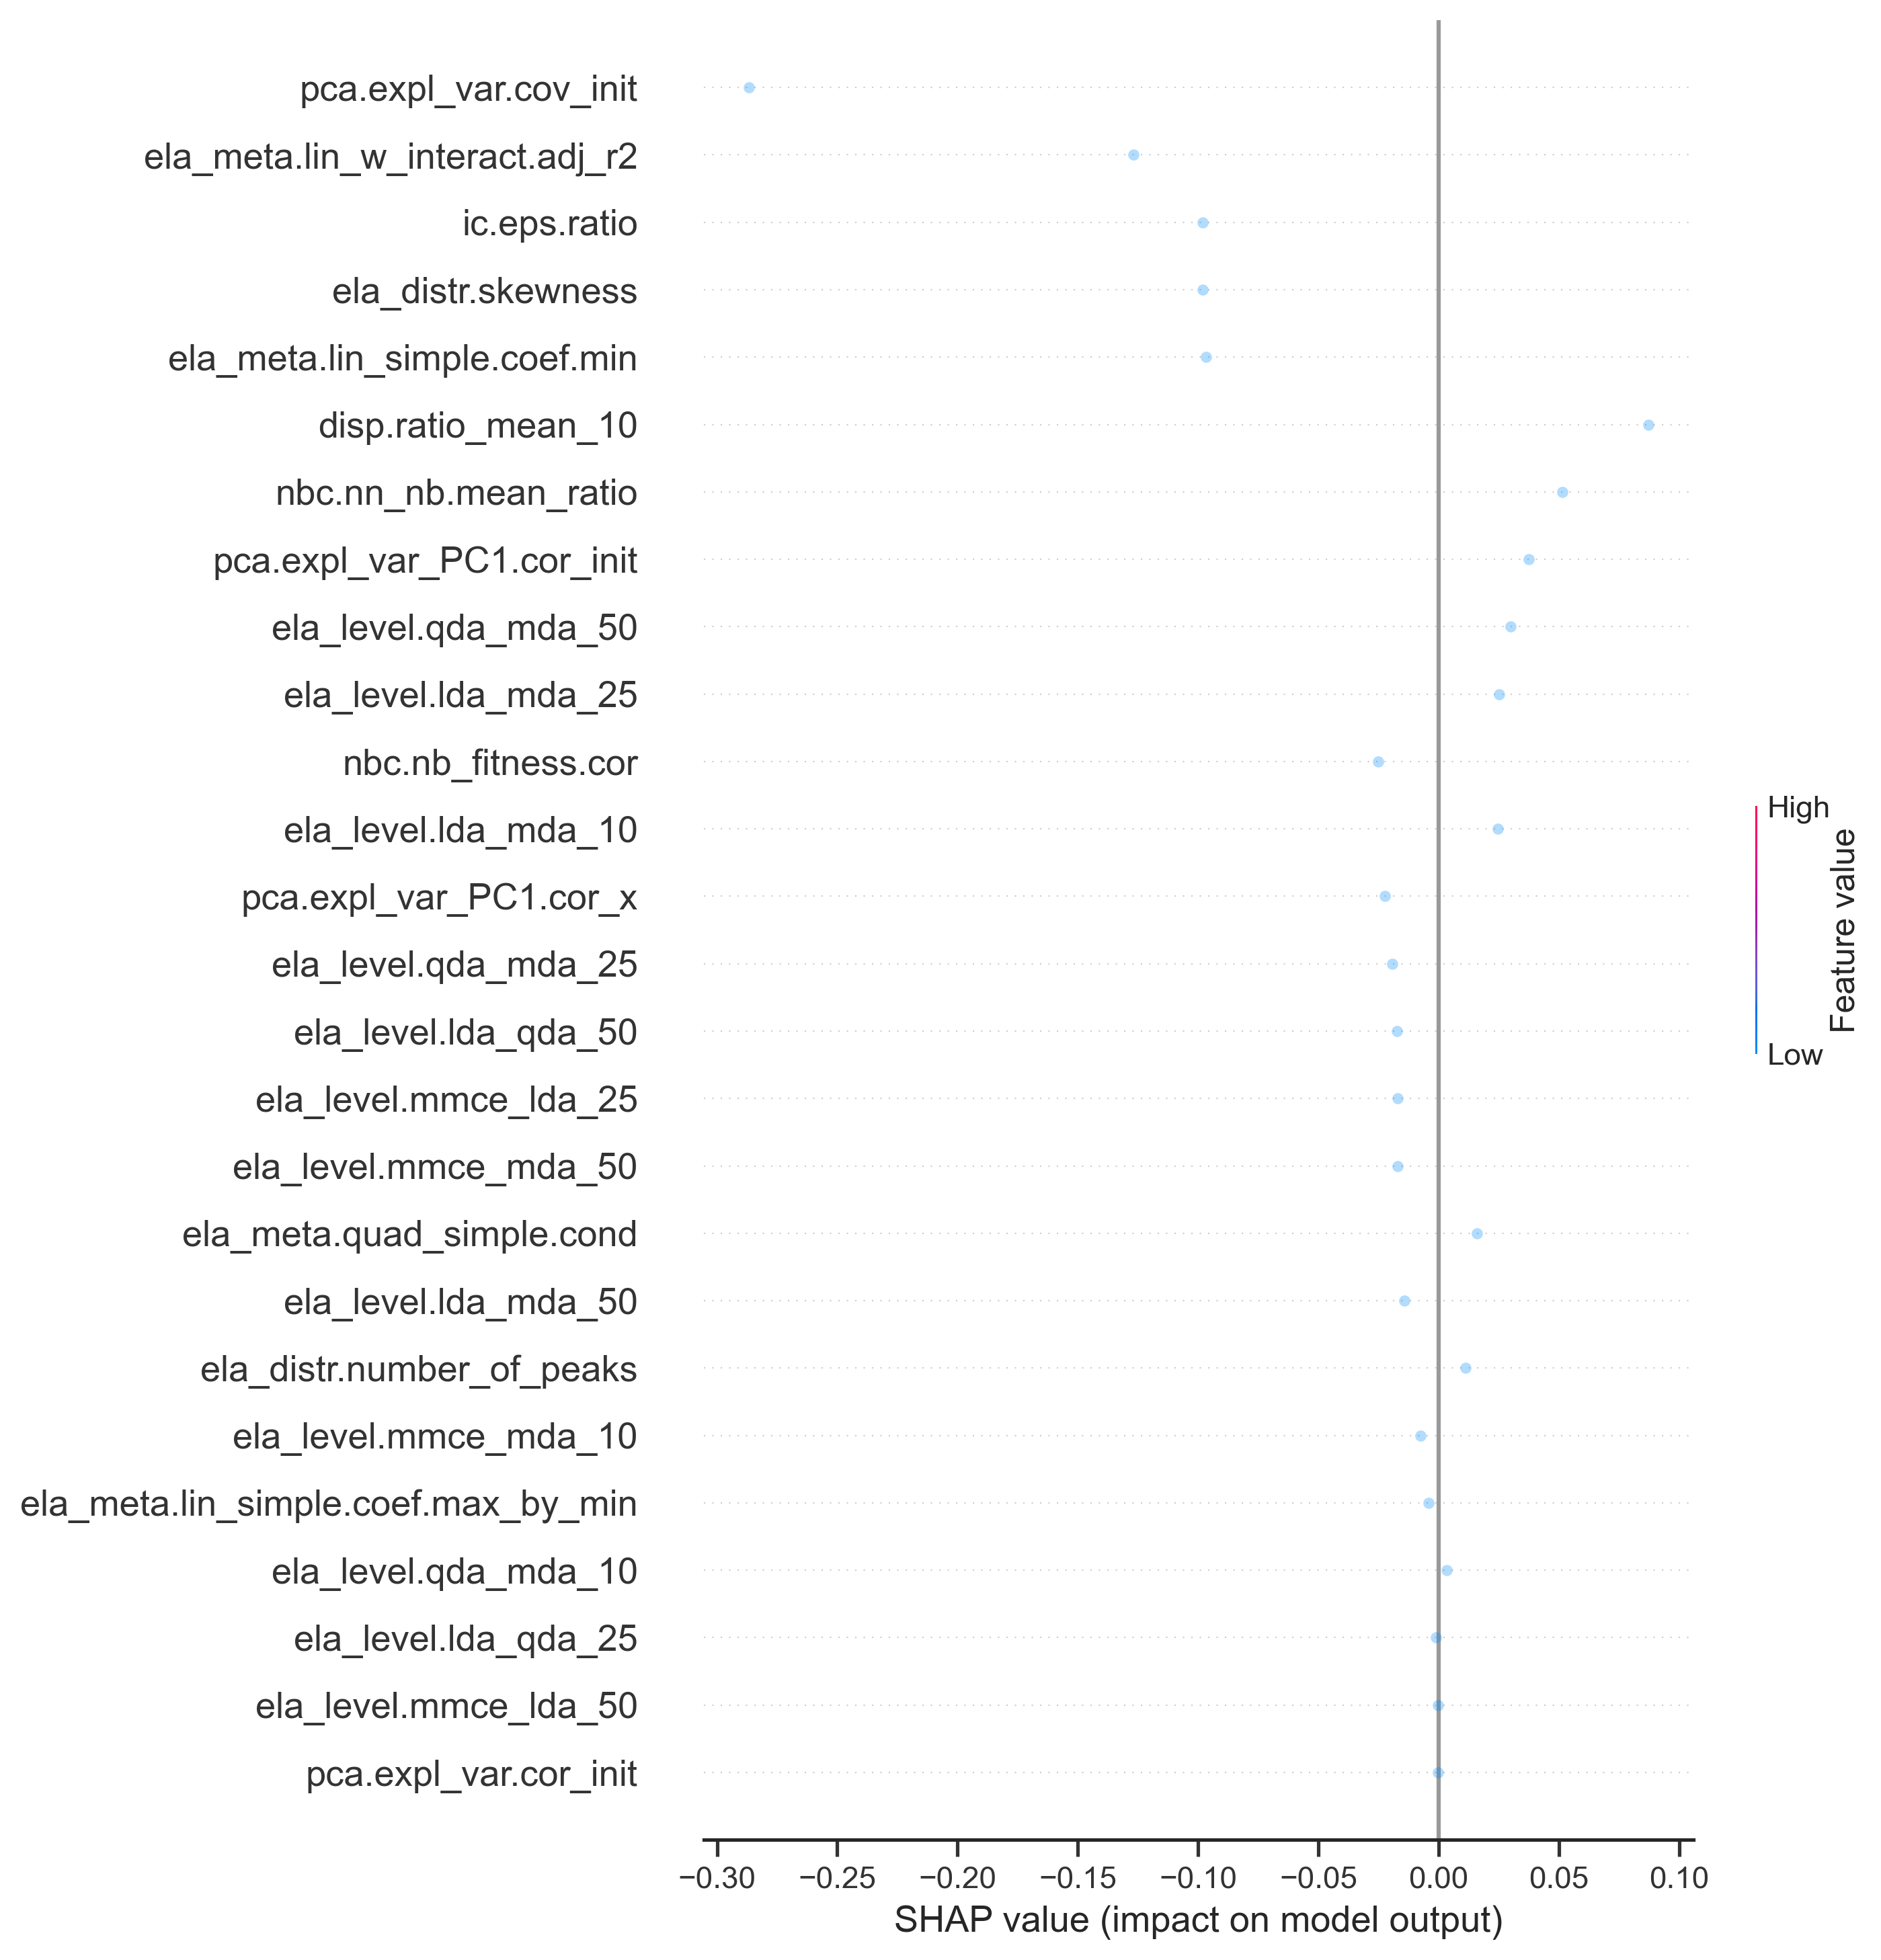 pca.expl_var.cov_init
ela_meta.lin_w_interact.adj_r2
ic.eps.ratio
ela_distr.skewness
ela_meta.lin_simple.coef.min
disp.ratio_mean_10
nbc.nn_nb.mean_ratio
pca.expl_var_PC1.cor_init
ela_level.qda_mda_50
ela_level.lda_mda_25
nbc.nb_fitness.cor
ela_level.lda_mda_10
pca.expl_var_PC1.cor_x
ela_level.qda_mda_25
ela_level.lda_qda_50
ela_level.mmce_lda_25
ela_level.mmce_mda_50
ela_meta.quad_simple.cond
ela_level.lda_mda_50
ela_distr.number_of_peaks
ela_level.mmce_mda_10
ela_meta.lin_simple.coef.max_by_min
ela_level.qda_mda_10
ela_level.lda_qda_25
ela_level.mmce_lda_50
pca.expl_var.cor_init
−0.30 −0.25 −0.20 −0.15 −0.10 −0.05 0.00 0.05 0.10
SHAP value (impact on model output)
High
Feature value
Low